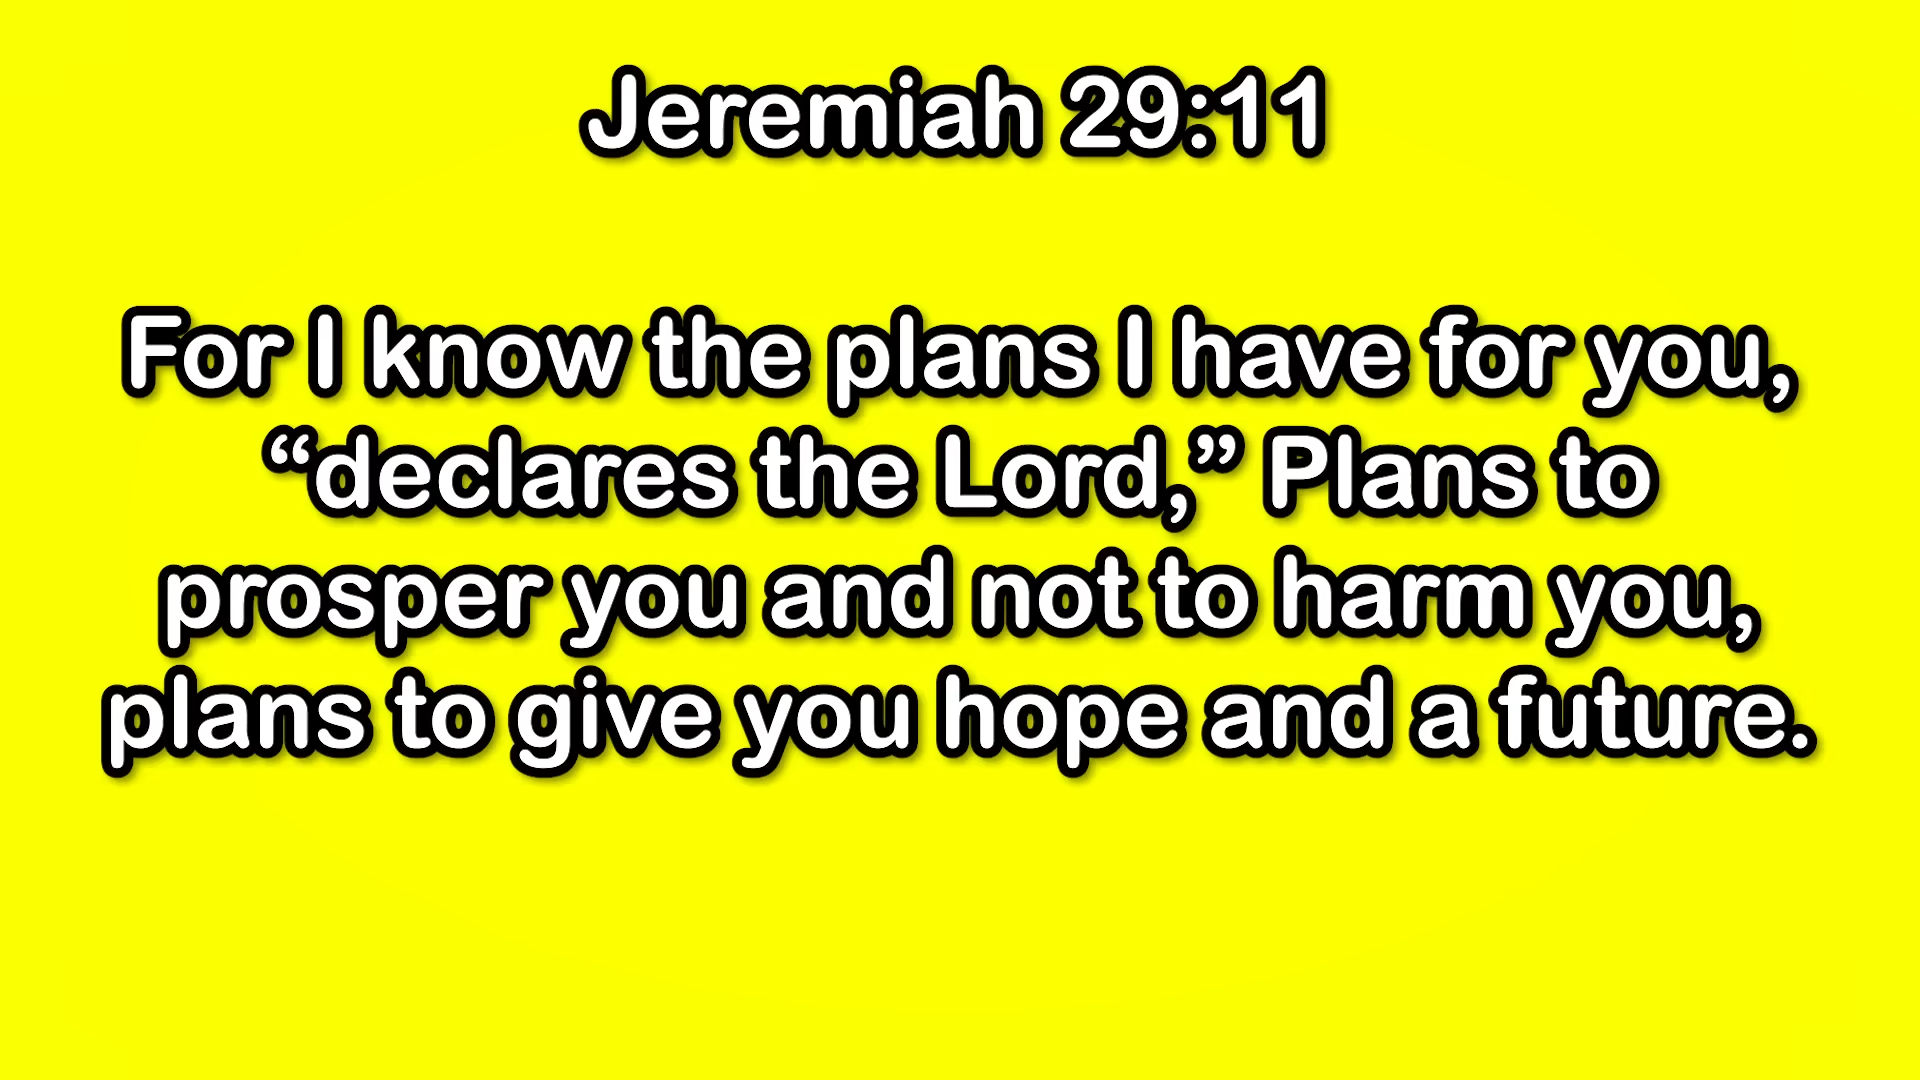 Jeremiah 29:11
For I know the plans I have for you,
“declares the Lord,” Plans to
prosper you and not to harm you,
plans to give you hope and a future.